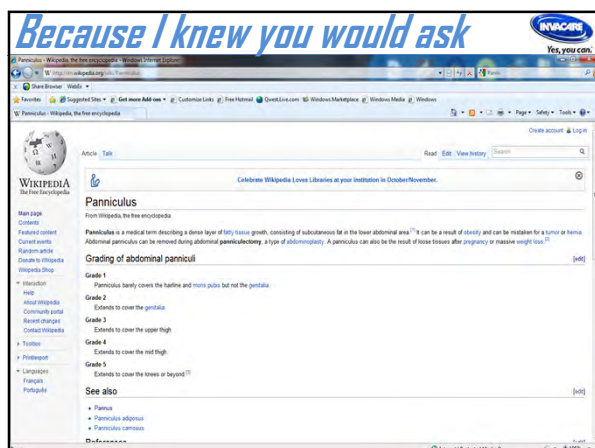 Because I knew you would ask
INVACARE
Yes, you can.
Panniculus - Wikipedia, the free encyclopedia - Windows Internet Explorer
Share Browser WebEx
Favorites Suggested Sites Get more Add-ons Customize Links Free Hotmail Qwest.Live.com Windows Marketplace Windows Media Windows
Panniculus - Wikipedia, the free encyclopedia
Page Safety Tools
Create account Log in
Article Talk
Read Edit View history Search
WIKIPEDIA
The Free Encyclopedia
Celebrate Wikipedia Loves Libraries at your institution in October/November.
Panniculus
From Wikipedia, the free encyclopedia
Main page
Contents
Featured content
Current events
Random article
Donate to Wikipedia
Wikipedia Shop
Interaction
Help
About Wikipedia
Community portal
Recent changes
Contact Wikipedia
Toolbox
Print/export
Languages
Français
Português
Panniculus is a medical term describing a dense layer of fatty tissue growth, consisting of subcutaneous fat in the lower abdominal area. It can be a result of obesity and can be mistaken for a tumor or hernia.
Abdominal panniculus can be removed during abdominal panniculectomy, a type of abdominoplasty. A panniculus can also be the result of loose tissues after pregnancy or massive weight loss.
Grading of abdominal panniculi [edit]
Grade 1
Panniculus barely covers the hairline and mons pubis but not the genitalia
Grade 2
Extends to cover the genitalia
Grade 3
Extends to cover the upper thigh
Grade 4
Extends to cover the mid thigh
Grade 5
Extends to cover the knees or beyond
See also [edit]
Pannus
Panniculus adiposus
Panniculus carnosus